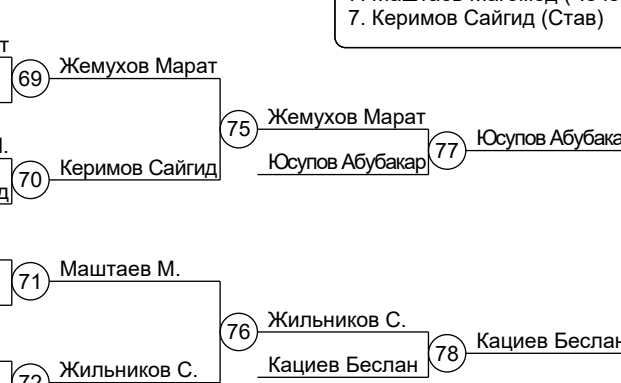 7. Керимов Сайгид (Став)
69
Жемухов Марат
75
Жемухов Марат
Юсупов Абубакар
77
Юсупов Абубака
70
Керимов Сайгид
71
Маштаев М.
76
Жильников С.
Кациев Беслан
78
Кациев Беслан
72
Жильников С.